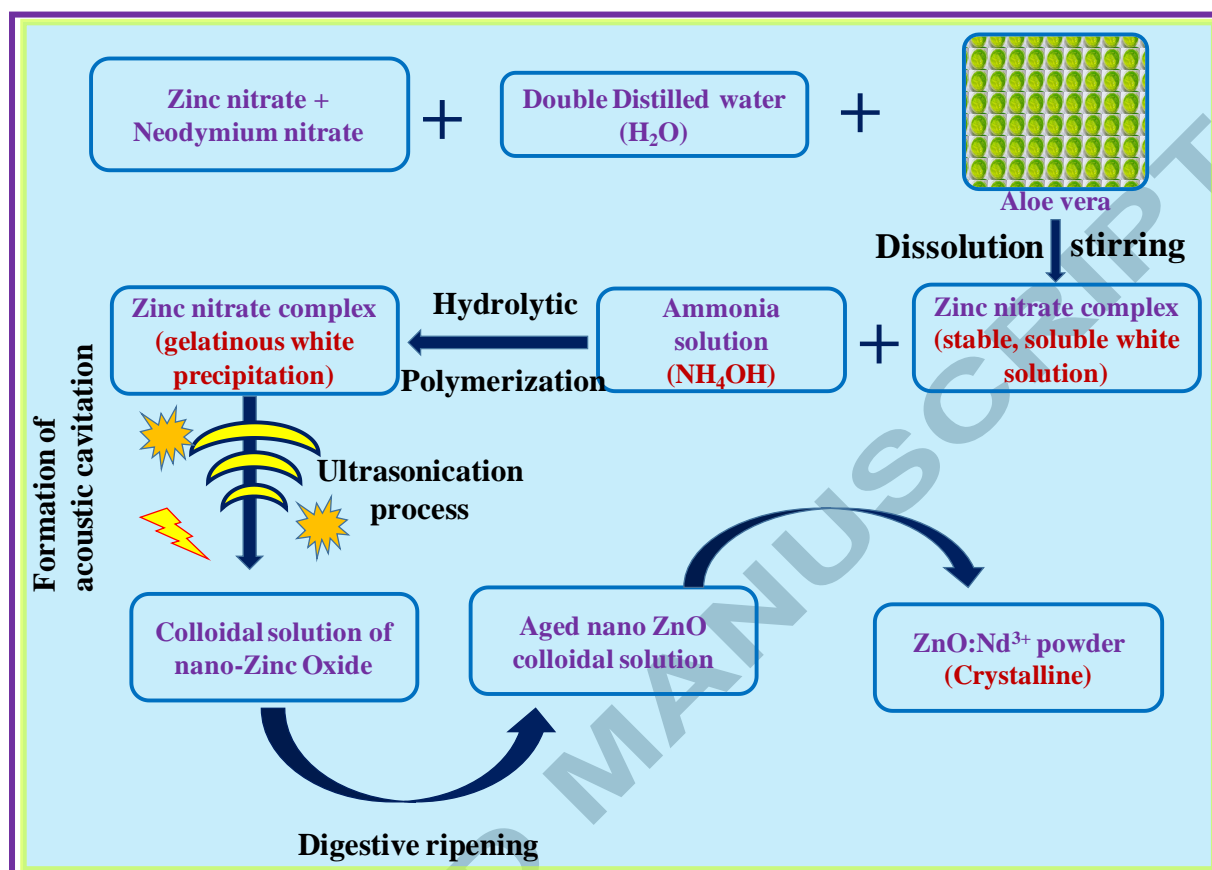 Zinc nitrate +
Neodymium nitrate
+
Double Distilled water
(H₂O)
+
Aloe vera
Dissolution stirring
Zinc nitrate complex
(stable, soluble white
solution)
+
Ammonia
solution
(NH₄OH)
Hydrolytic
Polymerization
Zinc nitrate complex
(gelatinous white
precipitation)
Formation of
acoustic cavitation
Ultrasonication
process
Colloidal solution of
nano-Zinc Oxide
Digestive ripening
Aged nano ZnO
colloidal solution
ZnO:Nd³⁺ powder
(Crystalline)
D MANUSCRIPT